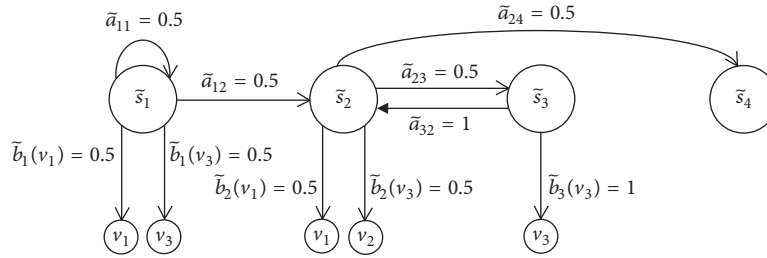 ã₁₁ = 0.5
ã₂₄ = 0.5
ã₁₂ = 0.5
ã₂₃ = 0.5
s̃₁
s̃₂
s̃₃
s̃₄
ã₃₂ = 1
b̃₁(v₁) = 0.5
b̃₁(v₃) = 0.5
b̃₂(v₁) = 0.5
b̃₂(v₃) = 0.5
b̃₃(v₃) = 1
v₁
v₃
v₁
v₂
v₃